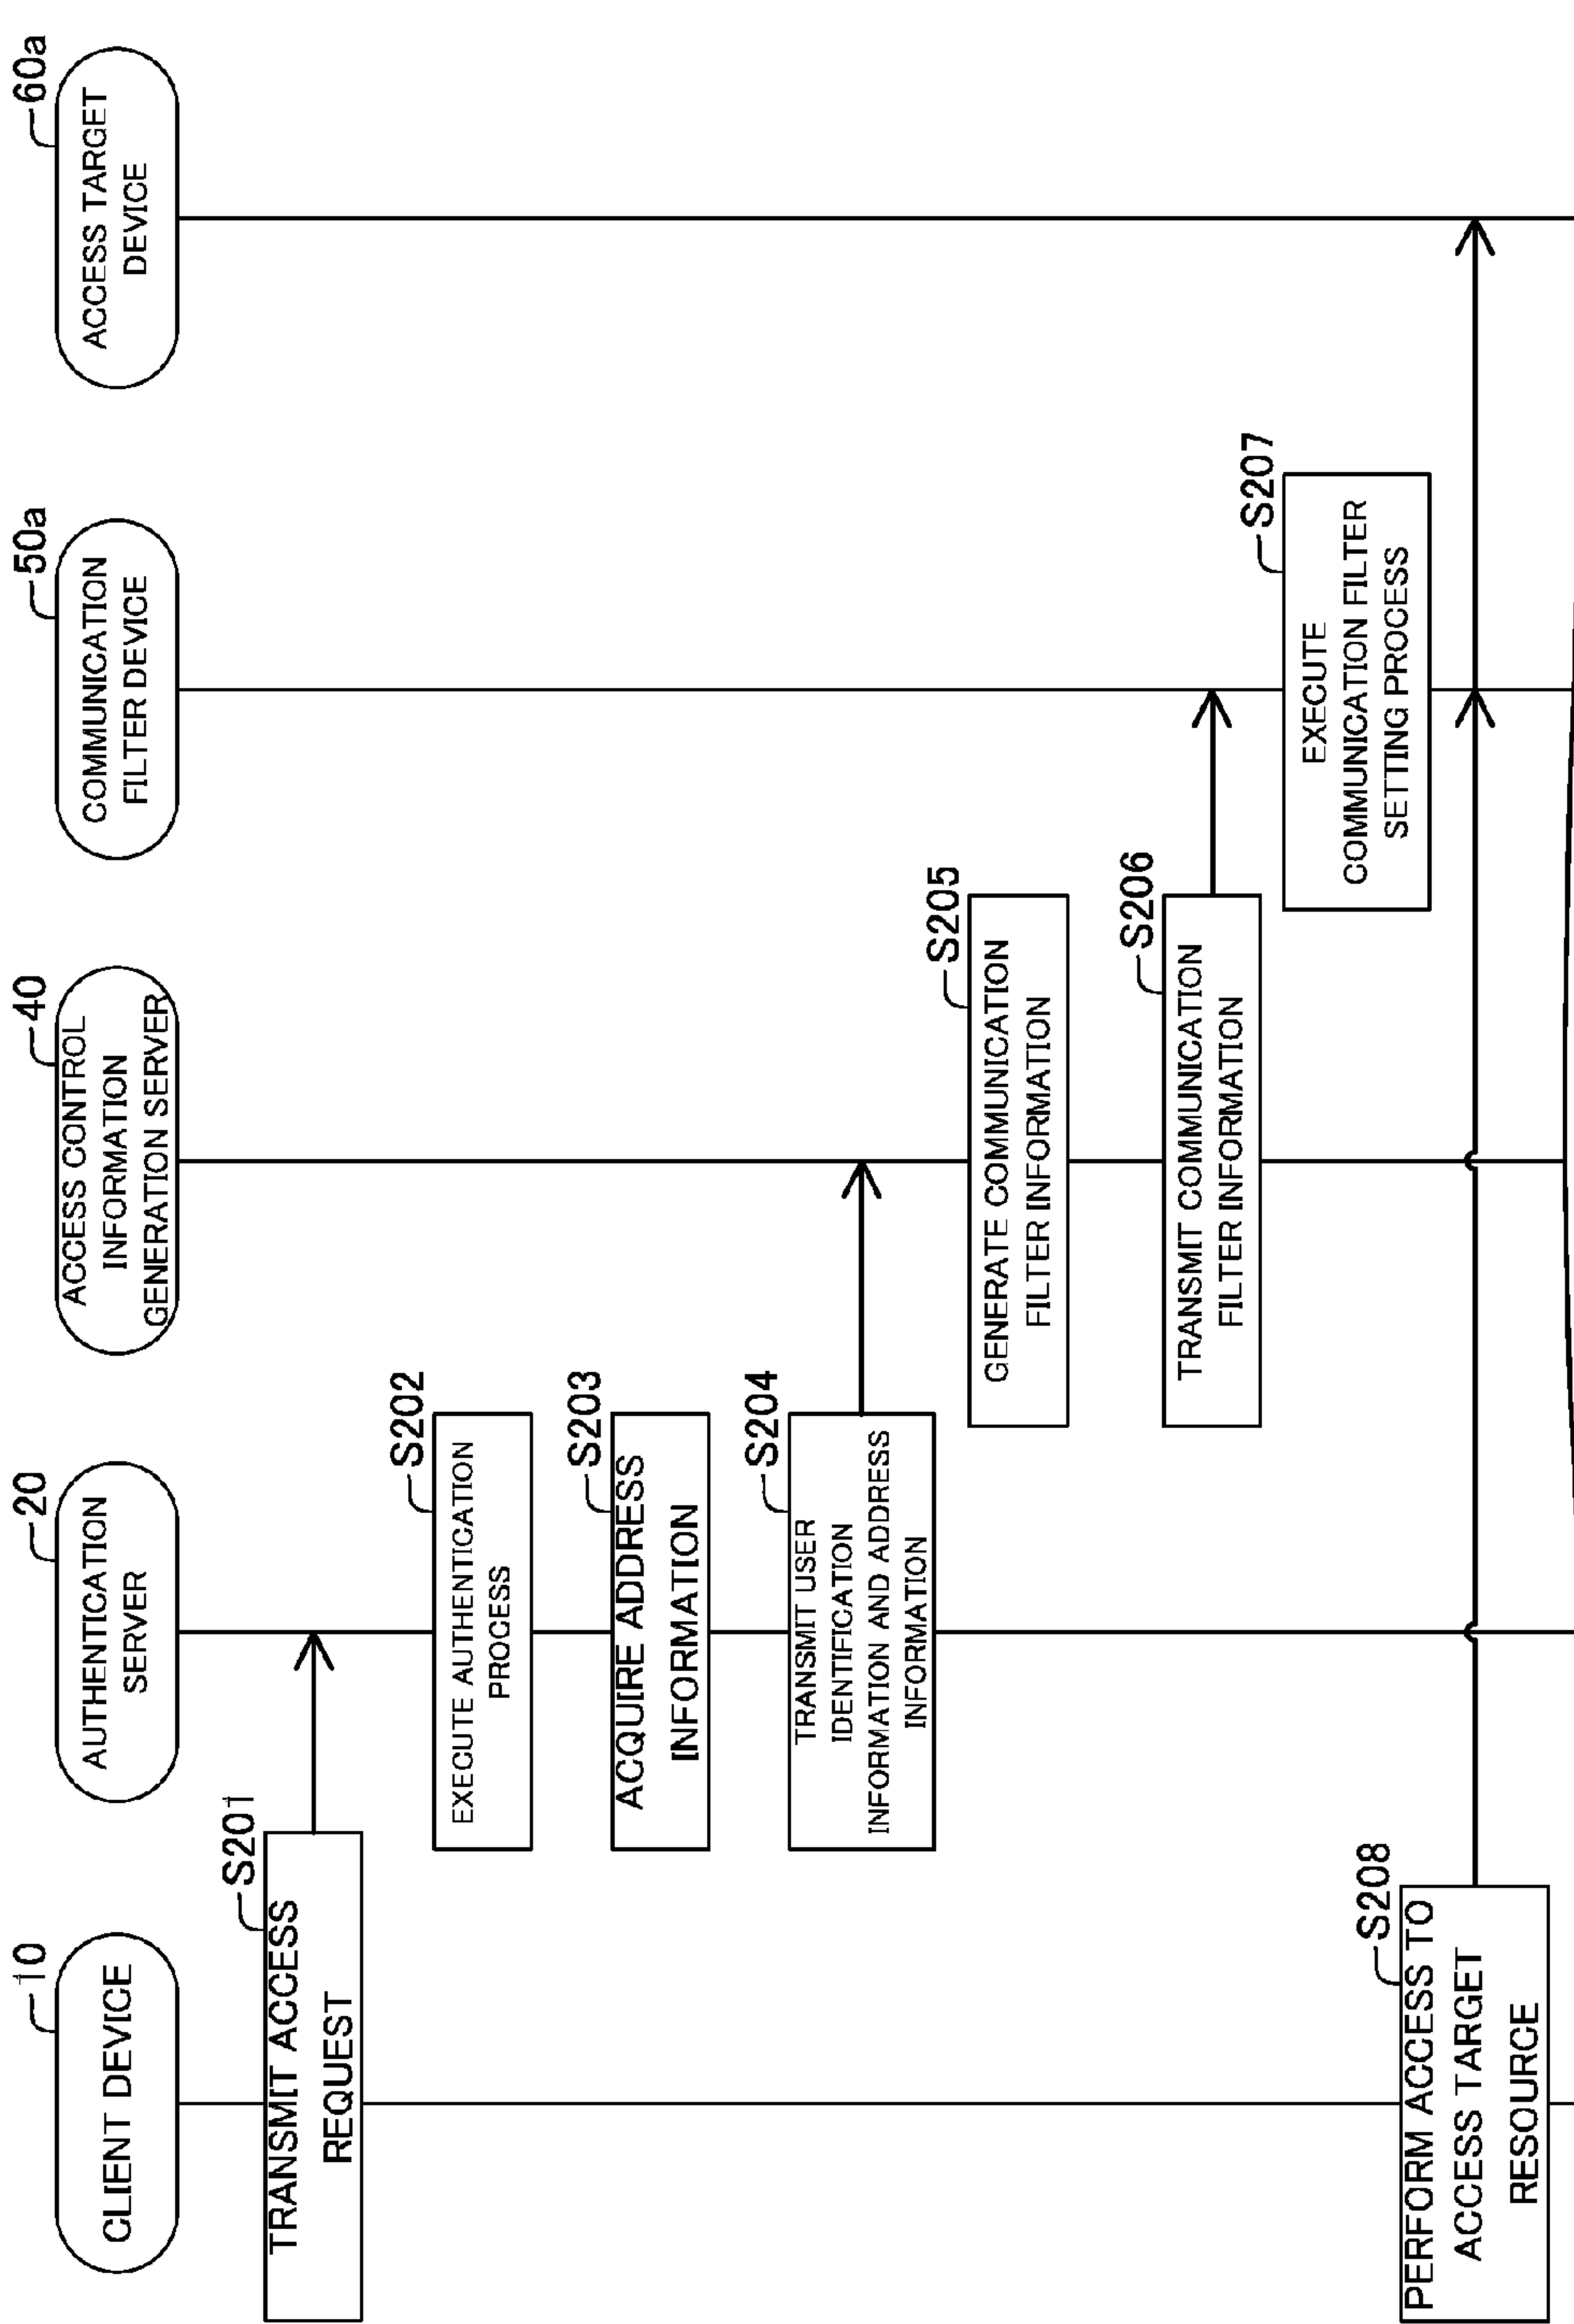 10
CLIENT DEVICE
20
AUTHENTICATION
SERVER
40
ACCESS CONTROL
INFORMATION
GENERATION SERVER
50a
COMMUNICATION
FILTER DEVICE
60a
ACCESS TARGET
DEVICE
S201
TRANSMIT ACCESS
REQUEST
S202
EXECUTE AUTHENTICATION
PROCESS
S203
ACQUIRE ADDRESS
INFORMATION
S204
TRANSMIT USER
IDENTIFICATION
INFORMATION AND ADDRESS
INFORMATION
S205
GENERATE COMMUNICATION
FILTER INFORMATION
S206
TRANSMIT COMMUNICATION
FILTER INFORMATION
S207
EXECUTE
COMMUNICATION FILTER
SETTING PROCESS
S208
PERFORM ACCESS TO
ACCESS TARGET
RESOURCE